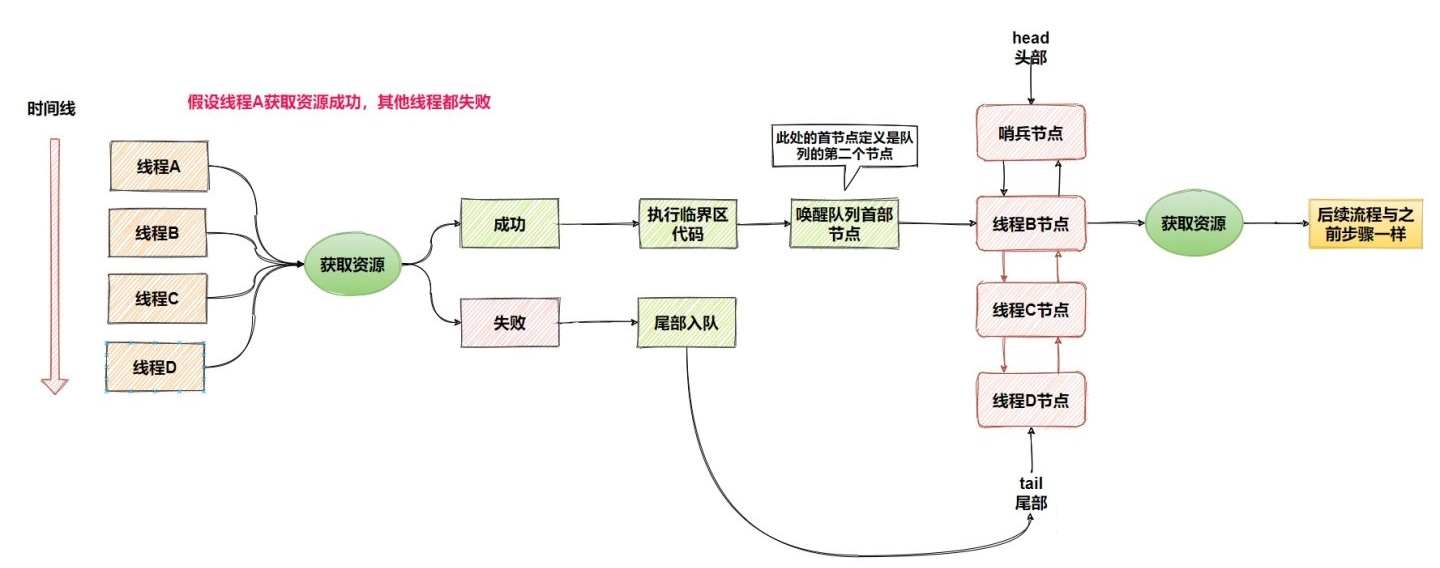 时间线
假设线程A获取资源成功，其他线程都失败
线程A
线程B
线程C
线程D
获取资源
成功
执行临界区
代码
此处的首节点定义是队
列的第二个节点
唤醒队列首部
节点
失败
尾部入队
head
头部
哨兵节点
线程B节点
线程C节点
线程D节点
tail
尾部
获取资源
后续流程与之
前步骤一样